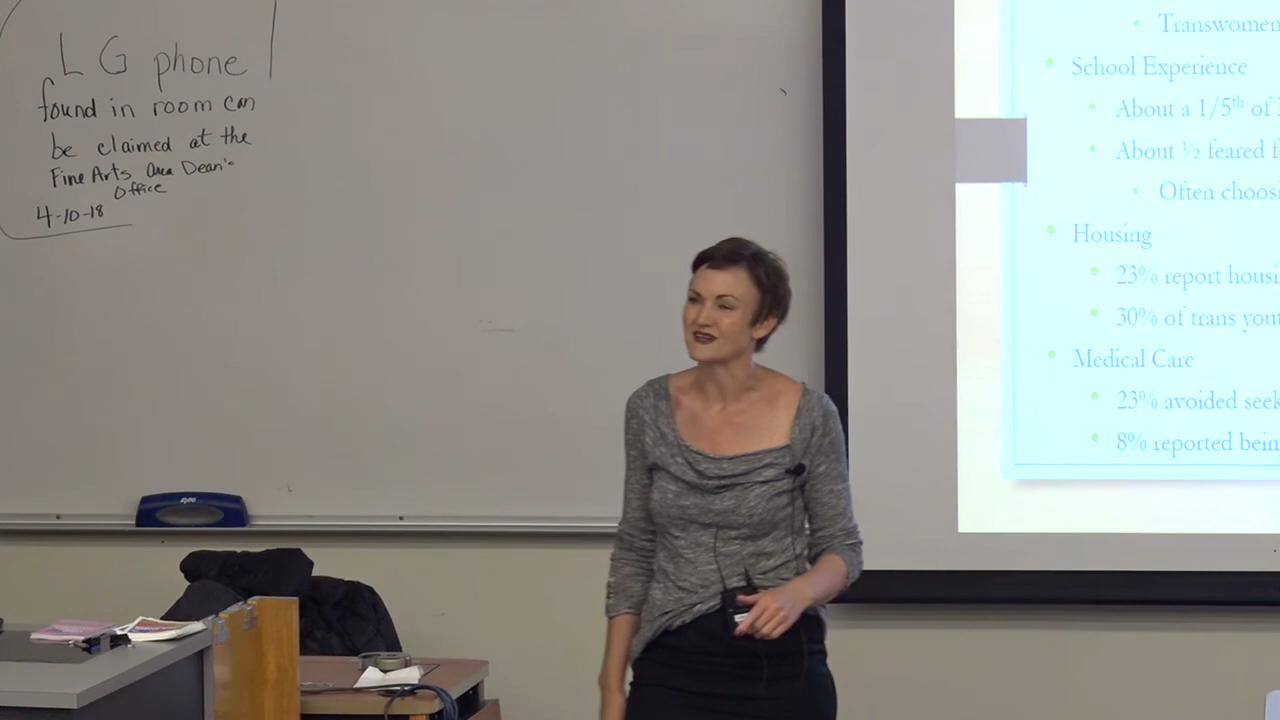 LG phone
found in room can
be claimed at the
Fine Arts Area Dean's
Office
4-10-18
EXPO
Transwomen
School Experience
About a 1/5th of
About ½ feared f
Often choosi
Housing
23% report housi
30% of trans yout
Medical Care
23% avoided seek
8% reported bein